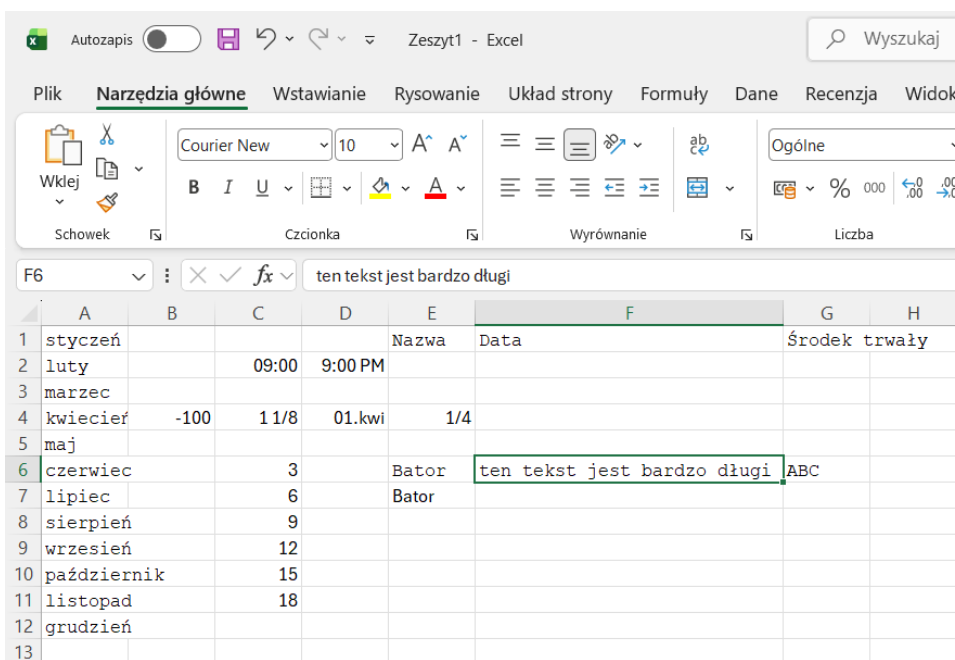 Autozapis Zeszyt1 - Excel Wyszukaj
Plik Narzędzia główne Wstawianie Rysowanie Układ strony Formuły Dane Recenzja Widok
Wklej Courier New 10 A^ Aˇ ab Ogólne
B I U A % 000
Schowek Czcionka Wyrównanie Liczba
F6 fx ten tekst jest bardzo długi
A B C D E F G H
1 styczeń Nazwa Data Środek trwały
2 luty 09:00 9:00 PM
3 marzec
4 kwiecień -100 1 1/8 01.kwi 1/4
5 maj
6 czerwiec 3 Bator ten tekst jest bardzo długi ABC
7 lipiec 6 Bator
8 sierpień 9
9 wrzesień 12
10 październik 15
11 listopad 18
12 grudzień
13